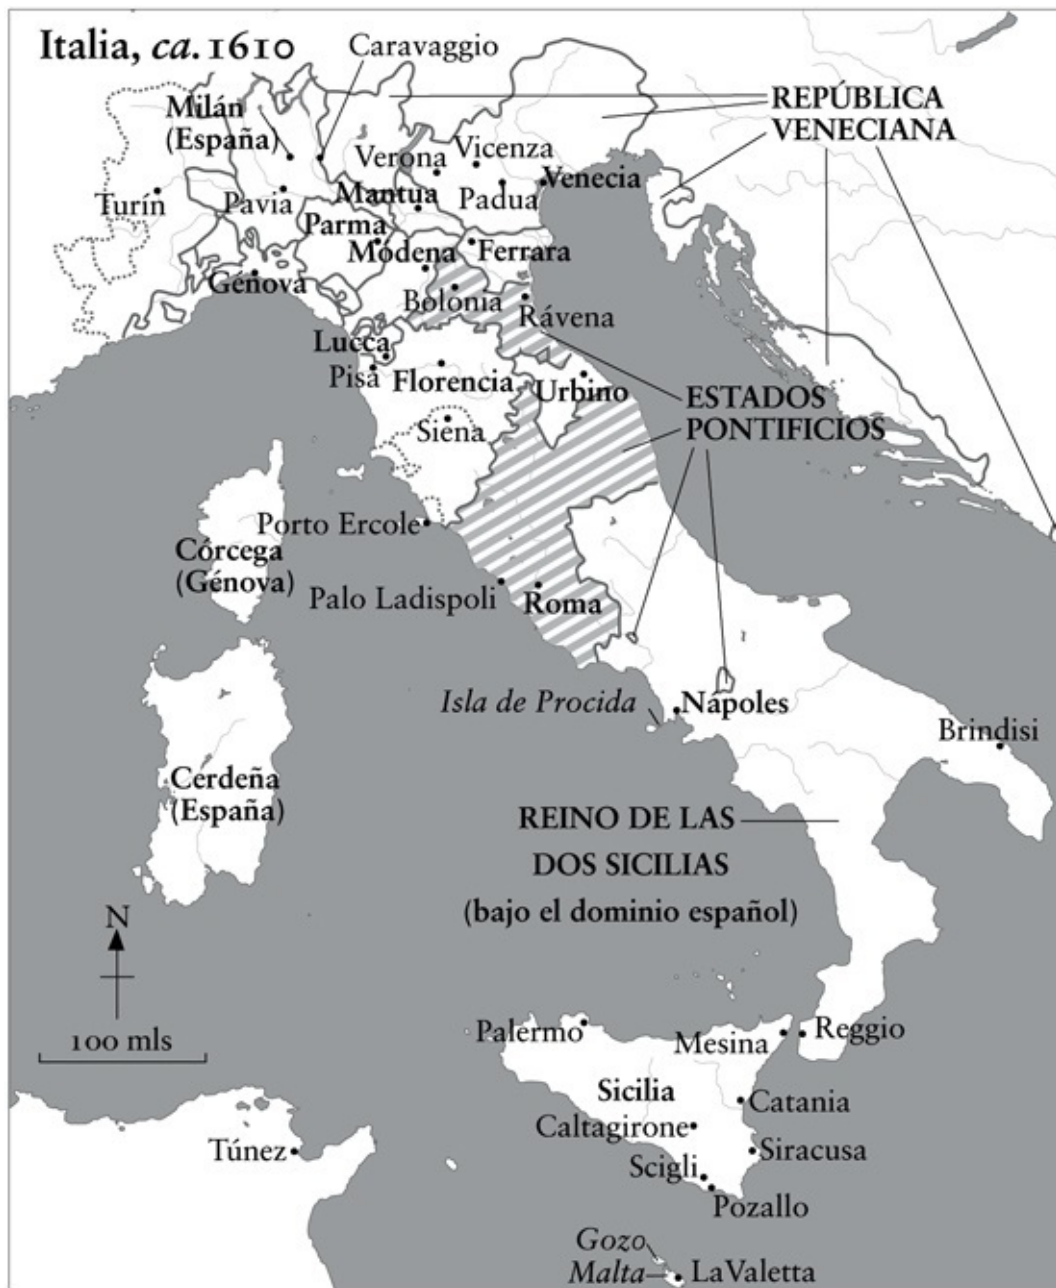 Italia, ca. 1610
Caravaggio
Milán
(España)
REPÚBLICA
VENECIANA
Verona
Vicenza
Venecia
Turín
Pavia
Mantua
Padua
Parma
Módena
Ferrara
Génova
Bolonia
Rávena
Lucca
Pisa
Florencia
Urbino
ESTADOS
PONTIFICIOS
Siena
Porto Ercole
Córcega
(Génova)
Palo Ladispoli
Roma
Isla de Procida
Nápoles
Brindisi
Cerdeña
(España)
REINO DE LAS
DOS SICILIAS
(bajo el dominio español)
N
100 mls
Palermo
Mesina
Reggio
Sicilia
Catania
Caltagirone
Túnez
Siracusa
Scigli
Pozallo
Gozo
Malta
La Valetta